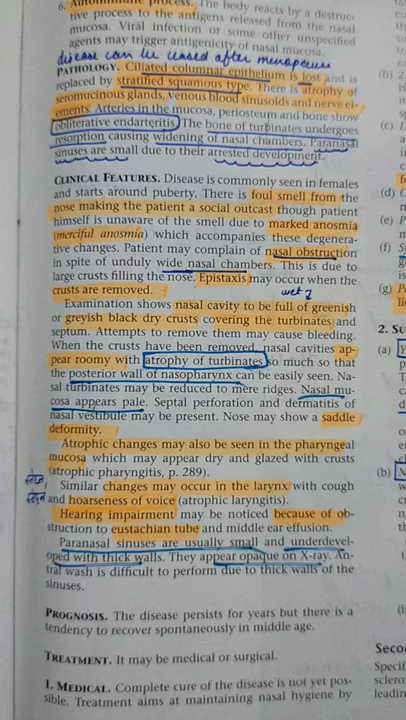 6. Autoimmune process. The body reacts by a destruc-
tive process to the antigens released from the nasal
mucosa. Viral infection or some other unspecified
agents may trigger antigenicity of nasal mucosa.
disease can be ceased after menopause
PATHOLOGY. Ciliated columnar epithelium is lost and is
replaced by stratified squamous type. There is atrophy of
seromucinous glands, venous blood sinusoids and nerve el-
ements. Arteries in the mucosa, periosteum and bone show
obliterative endarteritis. The bone of turbinates undergoes
resorption causing widening of nasal chambers. Paranasal
sinuses are small due to their arrested development.
CLINICAL FEATURES. Disease is commonly seen in females
and starts around puberty. There is foul smell from the
nose making the patient a social outcast though patient
himself is unaware of the smell due to marked anosmia
(merciful anosmia) which accompanies these degenera-
tive changes. Patient may complain of nasal obstruction
in spite of unduly wide nasal chambers. This is due to
large crusts filling the nose. Epistaxis may occur when the
crusts are removed.
Examination shows nasal cavity to be full of greenish
or greyish black dry crusts covering the turbinates and
septum. Attempts to remove them may cause bleeding.
When the crusts have been removed, nasal cavities ap-
pear roomy with atrophy of turbinates so much so that
the posterior wall of nasopharynx can be easily seen. Na-
sal turbinates may be reduced to mere ridges. Nasal mu-
cosa appears pale. Septal perforation and dermatitis of
nasal vestibule may be present. Nose may show a saddle
deformity.
Atrophic changes may also be seen in the pharyngeal
mucosa which may appear dry and glazed with crusts
(atrophic pharyngitis, p. 289).
Similar changes may occur in the larynx with cough
and hoarseness of voice (atrophic laryngitis).
Hearing impairment may be noticed because of ob-
struction to eustachian tube and middle ear effusion.
Paranasal sinuses are usually small and underdevel-
oped with thick walls. They appear opaque on X-ray. An-
tral wash is difficult to perform due to thick walls of the
sinuses.
PROGNOSIS. The disease persists for years but there is a
tendency to recover spontaneously in middle age.
TREATMENT. It may be medical or surgical.
1. MEDICAL. Complete cure of the disease is not yet pos-
sible. Treatment aims at maintaining nasal hygiene by
(b)
(c)
(d)
(e)
(f)
(g)
2. SU
(a)
(b)
Seco
Specif
sclero
leadin